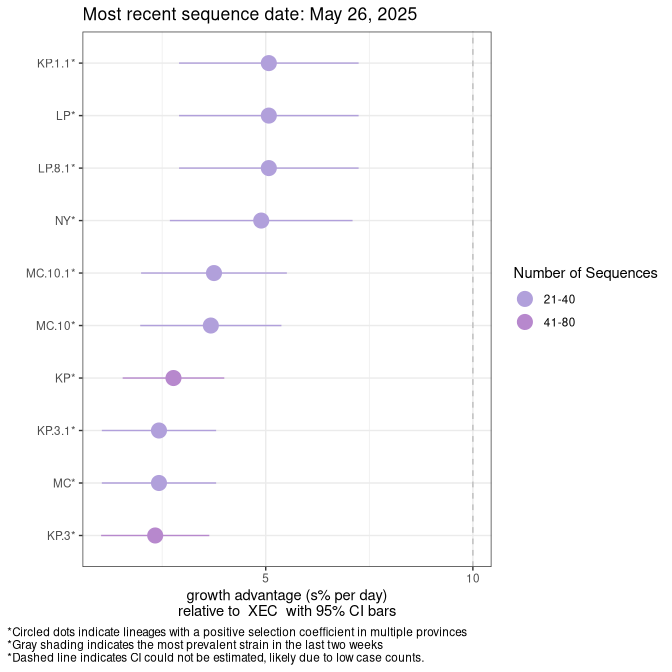 Most recent sequence date: May 26, 2025
KP.1.1*
LP*
LP.8.1*
NY*
MC.10.1*
MC.10*
KP*
KP.3.1*
MC*
KP.3*
5
10
growth advantage (s% per day)
relative to XEC with 95% CI bars
Number of Sequences
21-40
41-80
*Circled dots indicate lineages with a positive selection coefficient in multiple provinces
*Gray shading indicates the most prevalent strain in the last two weeks
*Dashed line indicates CI could not be estimated, likely due to low case counts.